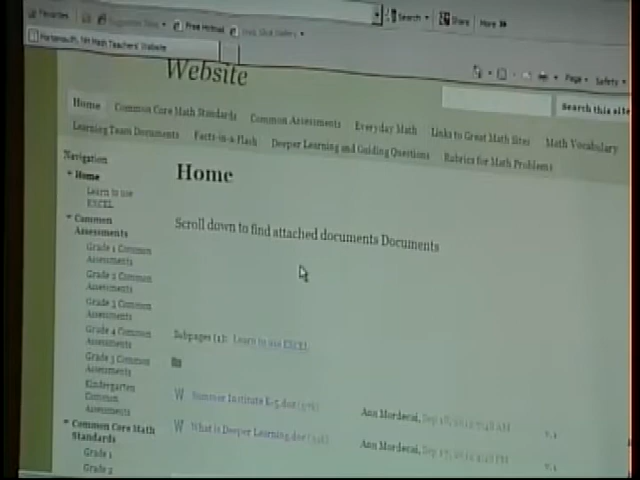 Favorites Suggested Sites Free Hotmail Web Slice Gallery
Search Share More
Portsmouth, NH Math Teachers' Website
Page Safety
Website
Search this site
Home Common Core Math Standards Common Assessments Everyday Math Links to Great Math Sites Math Vocabulary
Learning Team Documents Facts-in-a-Flash Deeper Learning and Guiding Questions Rubrics for Math Problems
Navigation
Home
Learn to use
EXCEL
Common
Assessments
Grade 1 Common
Assessments
Grade 2 Common
Assessments
Grade 3 Common
Assessments
Grade 4 Common
Assessments
Grade 5 Common
Assessments
Kindergarten
Common
Assessments
Common Core Math
Standards
Grade 1
Grade 2
Home
Scroll down to find attached documents Documents
Subpages (1): Learn to use EXCEL
Summer Institute K-5.doc
Ann Mordecai,
v. 1
What is Deeper Learning.doc
Ann Mordecai,
v. 1